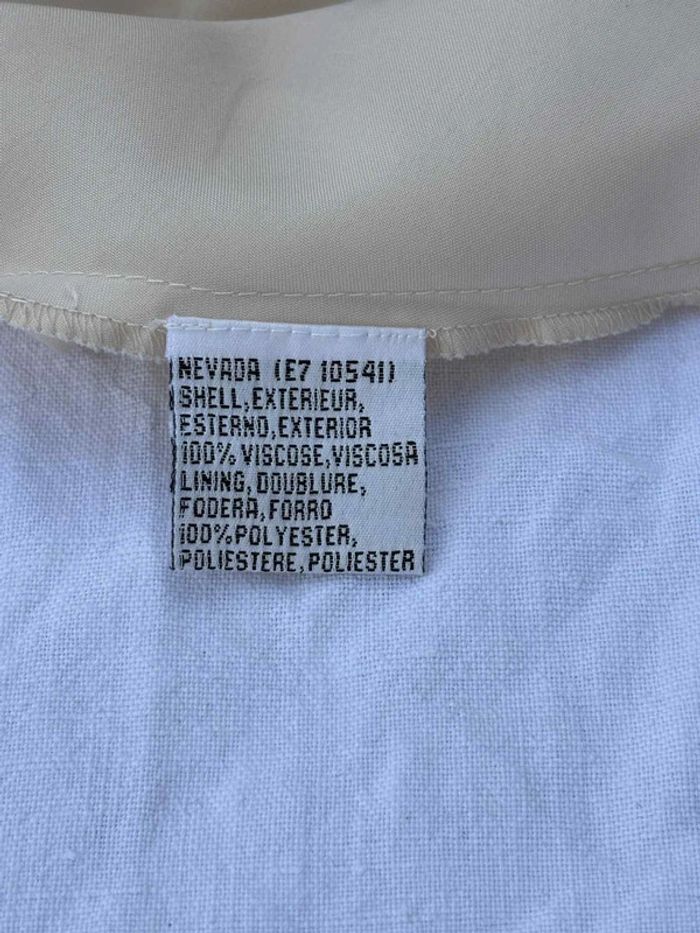 NEVADA (E7 10541)
SHELL,EXTERIEUR,
ESTERNO,EXTERIOR
100% VISCOSE,VISCOSA
LINING,DOUBLURE,
FODERA,FORRO
100%POLYESTER,
POLIESTERE,POLIESTER